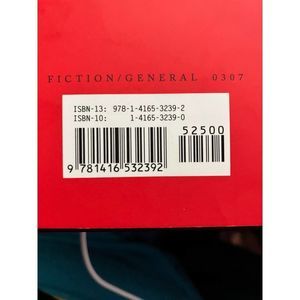 FICTION/GENERAL 0307
ISBN-13: 978-1-4165-3239-2
ISBN-10: 1-4165-3239-0
52500
9 781416 532392